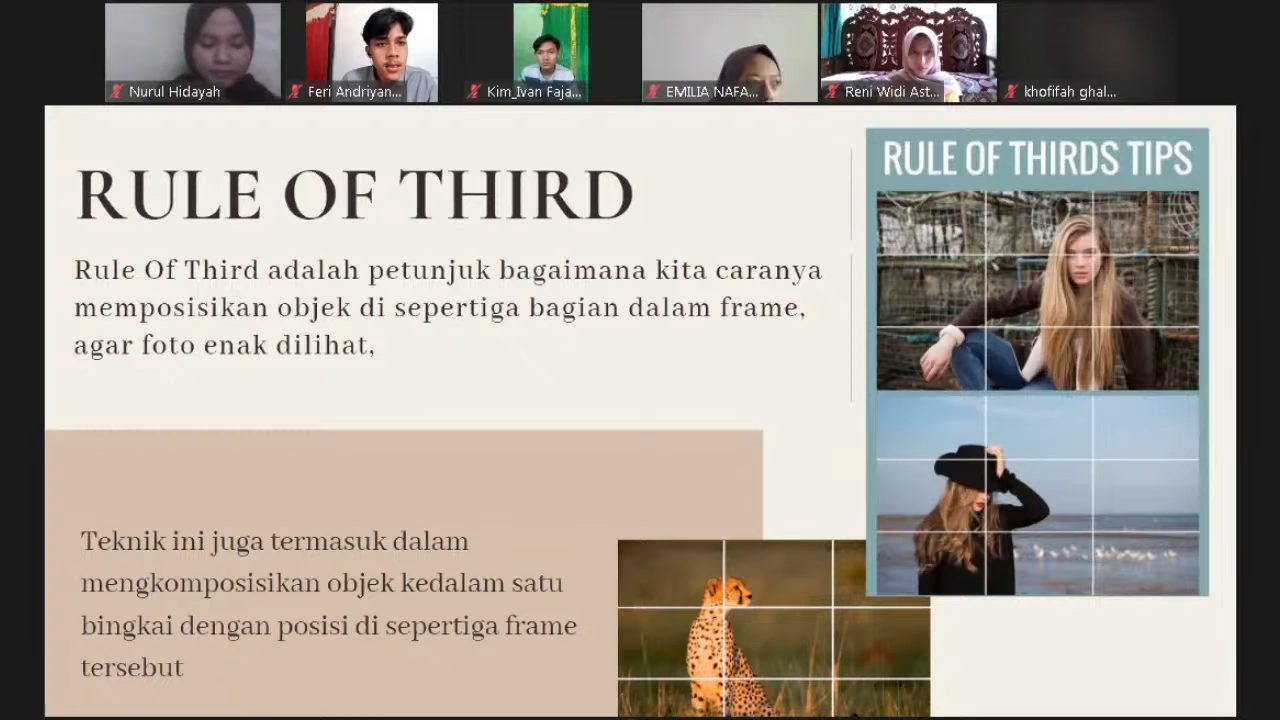 Nurul Hidayah
Feri Andriyan...
Kim_Ivan Faja...
EMILIA NAFA...
Reni Widi Ast...
khofifah ghal...
RULE OF THIRD
Rule Of Third adalah petunjuk bagaimana kita caranya
memposisikan objek di sepertiga bagian dalam frame,
agar foto enak dilihat,
RULE OF THIRDS TIPS
Teknik ini juga termasuk dalam
mengkomposisikan objek kedalam satu
bingkai dengan posisi di sepertiga frame
tersebut